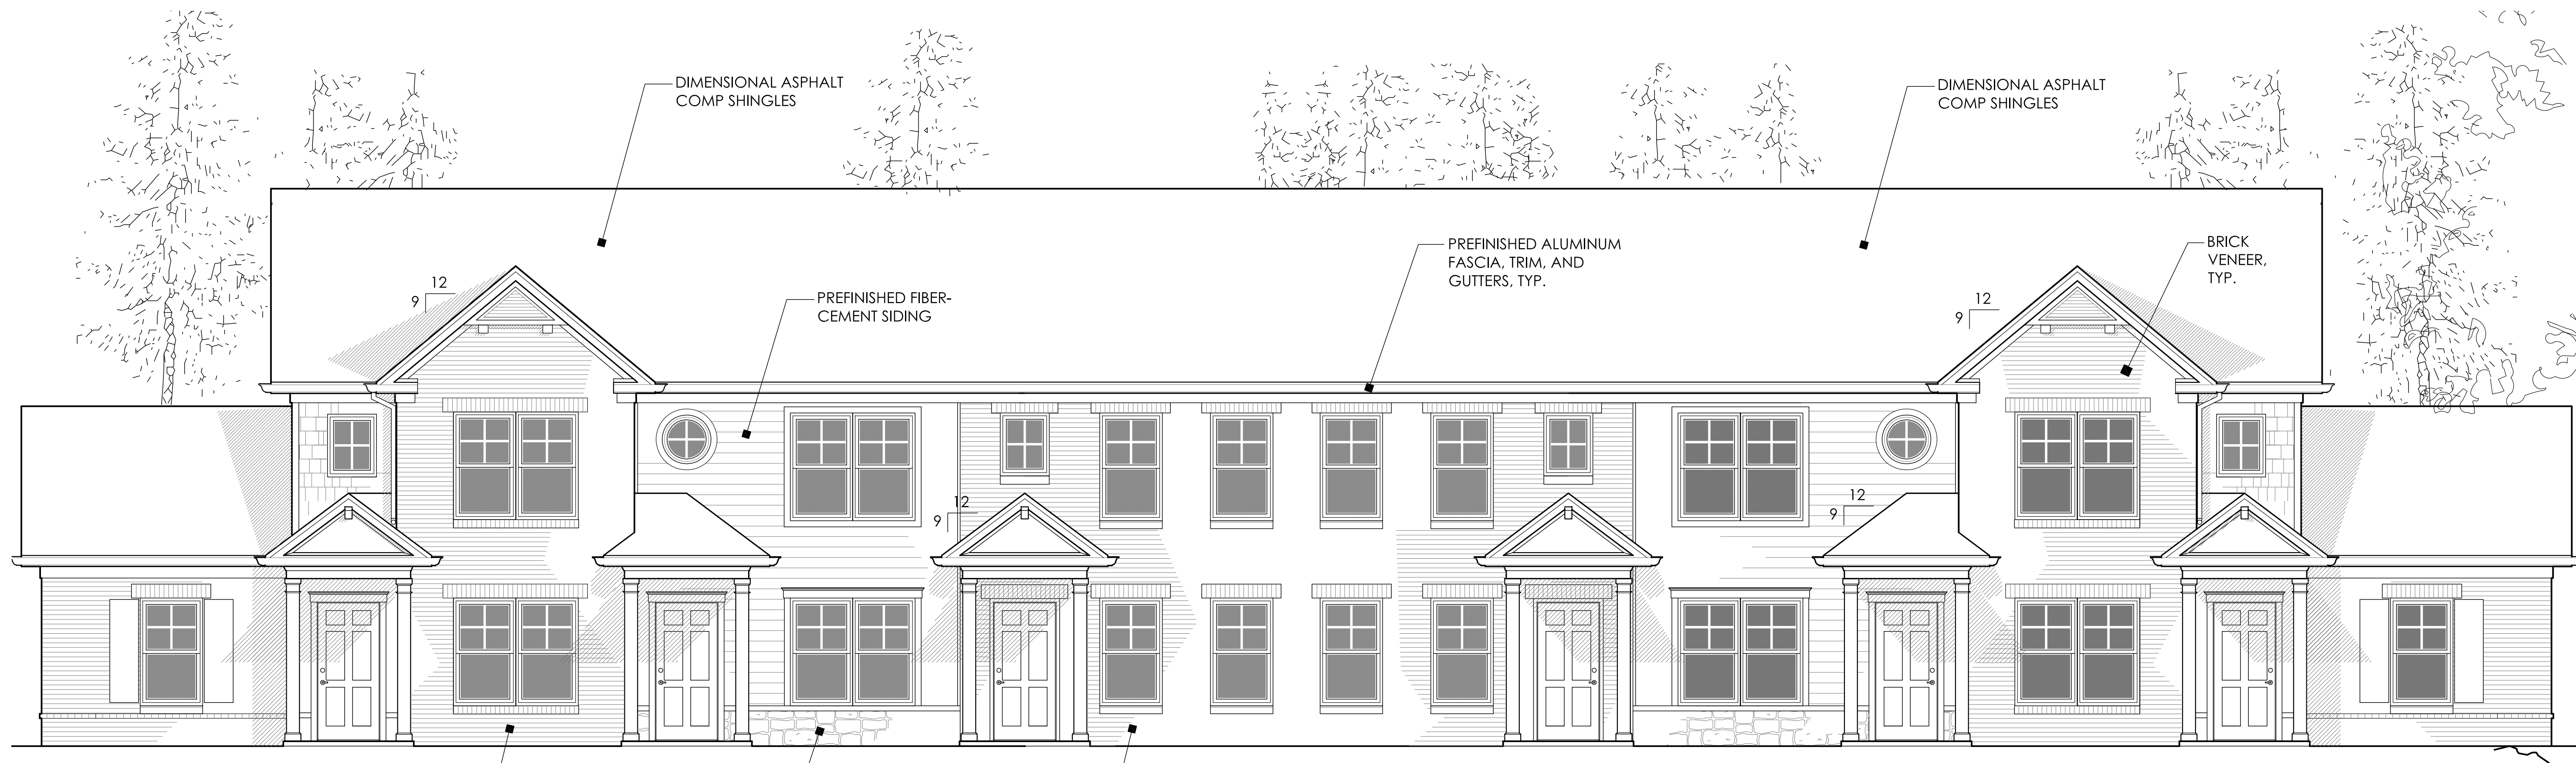 DIMENSIONAL ASPHALT
COMP SHINGLES
DIMENSIONAL ASPHALT
COMP SHINGLES
PREFINISHED ALUMINUM
FASCIA, TRIM, AND
GUTTERS, TYP.
BRICK
VENEER,
TYP.
12
9
PREFINISHED FIBER-
CEMENT SIDING
12
9
12
9
12
9